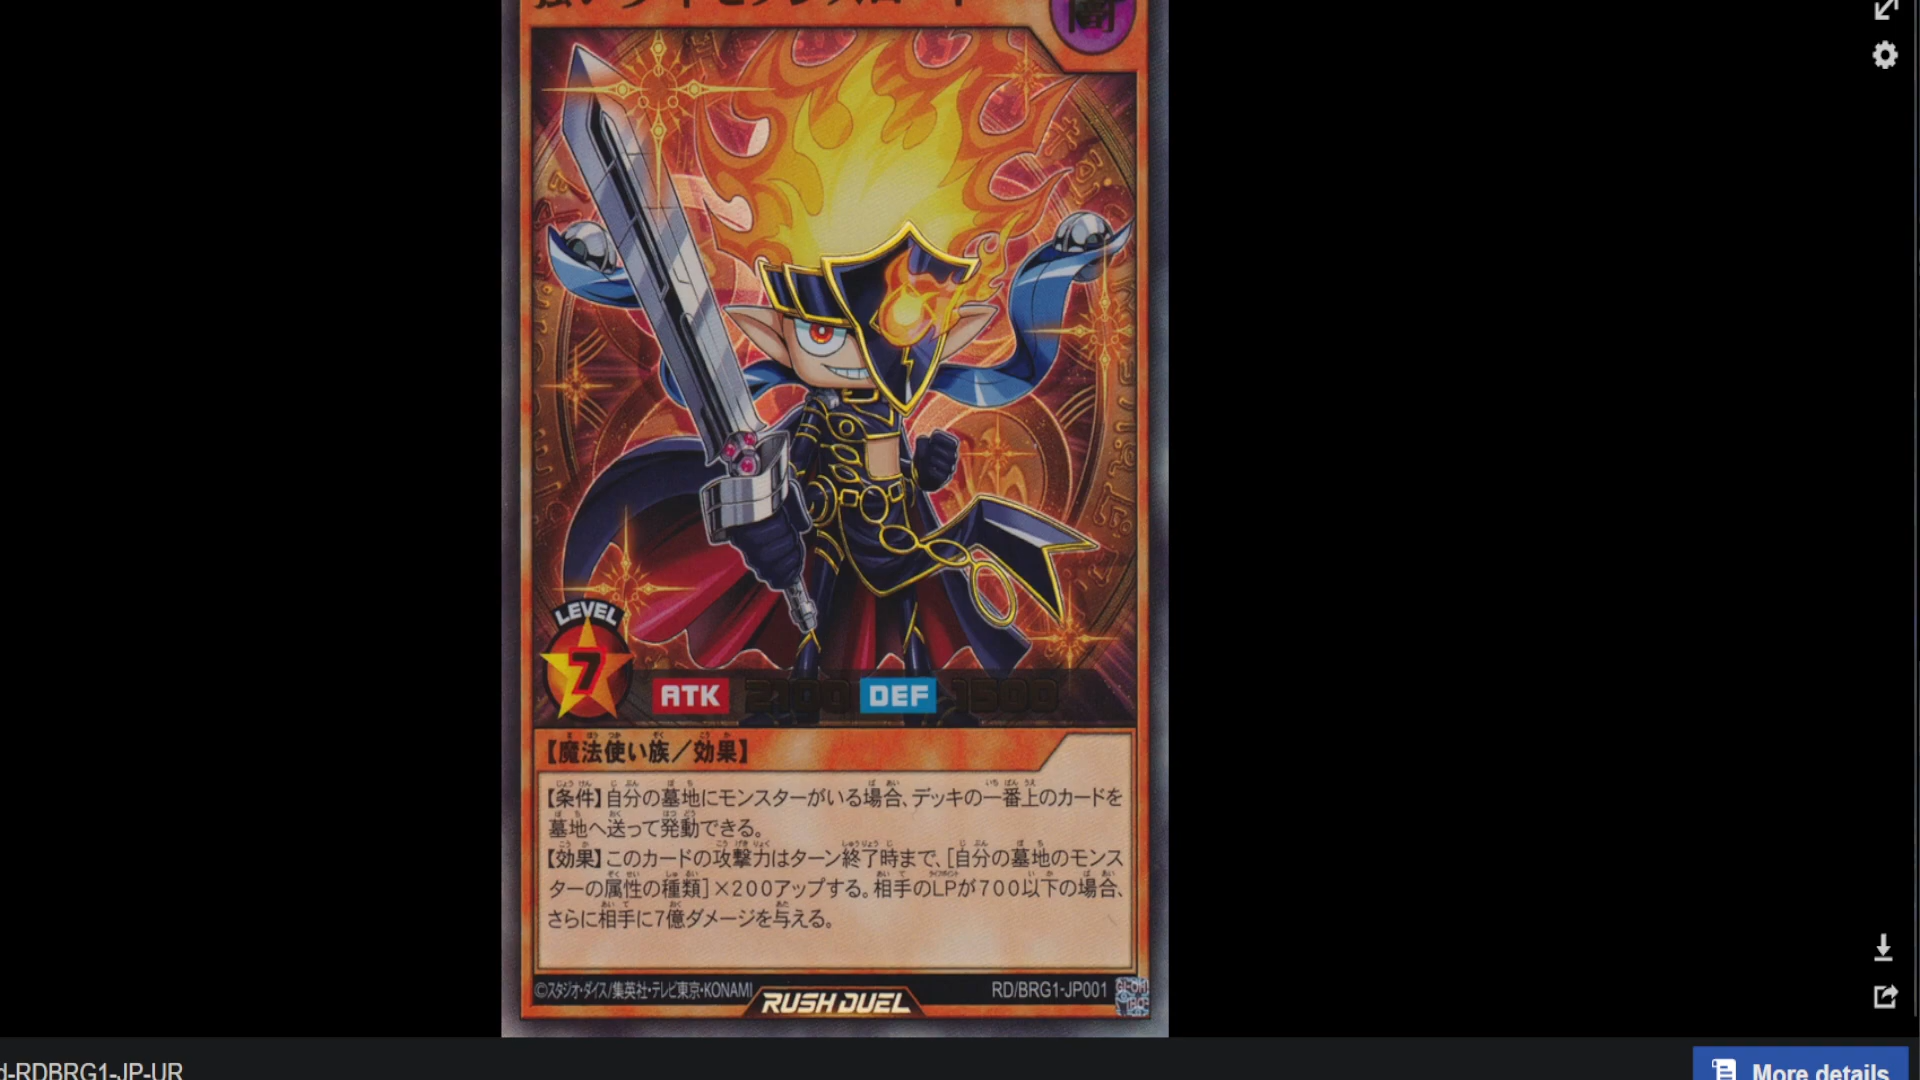 闇
LEVEL
7
ATK 2100 DEF 1500
【魔法使い族／効果】
【条件】自分の墓地にモンスターがいる場合、デッキの一番上のカードを
墓地へ送って発動できる。
【効果】このカードの攻撃力はターン終了時まで、[自分の墓地のモンス
ターの属性の種類]×200アップする。相手のLPが700以下の場合、
さらに相手に7億ダメージを与える。
©スタジオ・ダイス/集英社・テレビ東京・KONAMI
RUSH DUEL
RD/BRG1-JP001
d-RDBRG1-JP-UR
More details